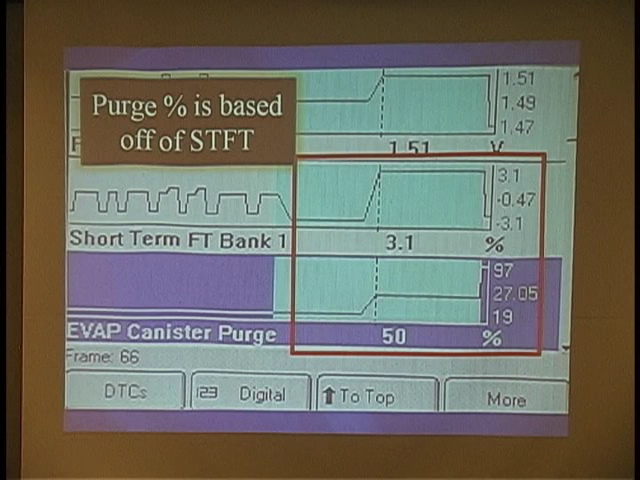 Purge % is based
off of STFT
1.51
1.49
1.47
1.51 V
3.1
-0.47
-3.1
Short Term FT Bank 1 3.1 %
97
27.05
19
EVAP Canister Purge 50 %
Frame: 66
DTCs 123 Digital To Top More